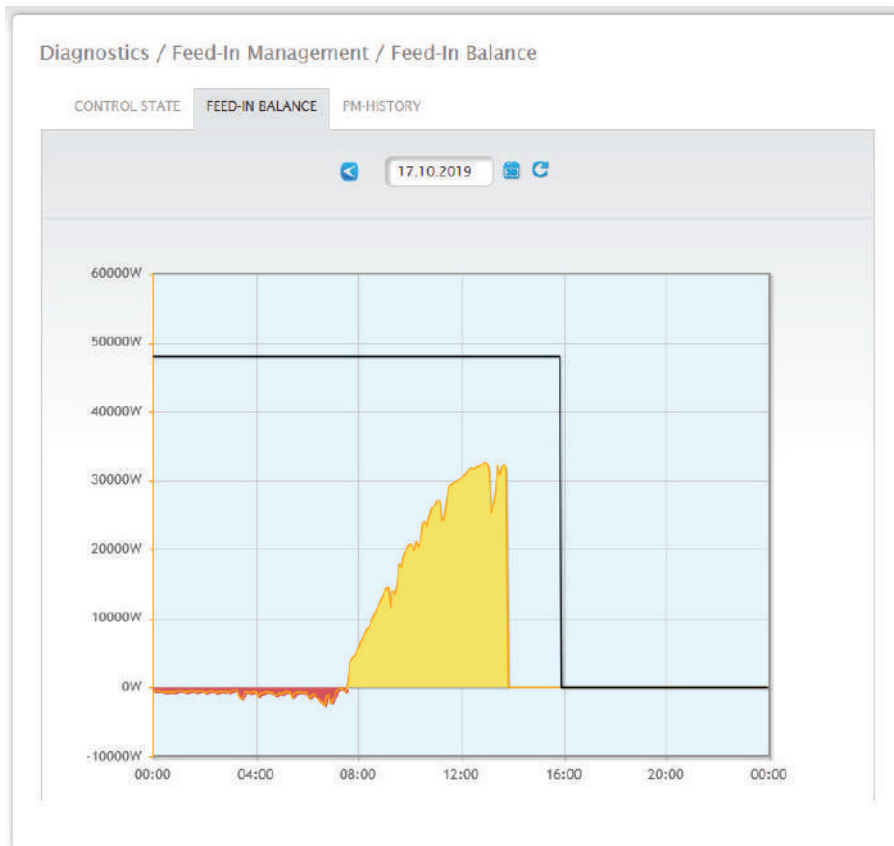 Diagnostics / Feed-In Management / Feed-In Balance
CONTROL STATE FEED-IN BALANCE PM-HISTORY
17.10.2019
60000W
50000W
40000W
30000W
20000W
10000W
0W
-10000W
00:00 04:00 08:00 12:00 16:00 20:00 00:00